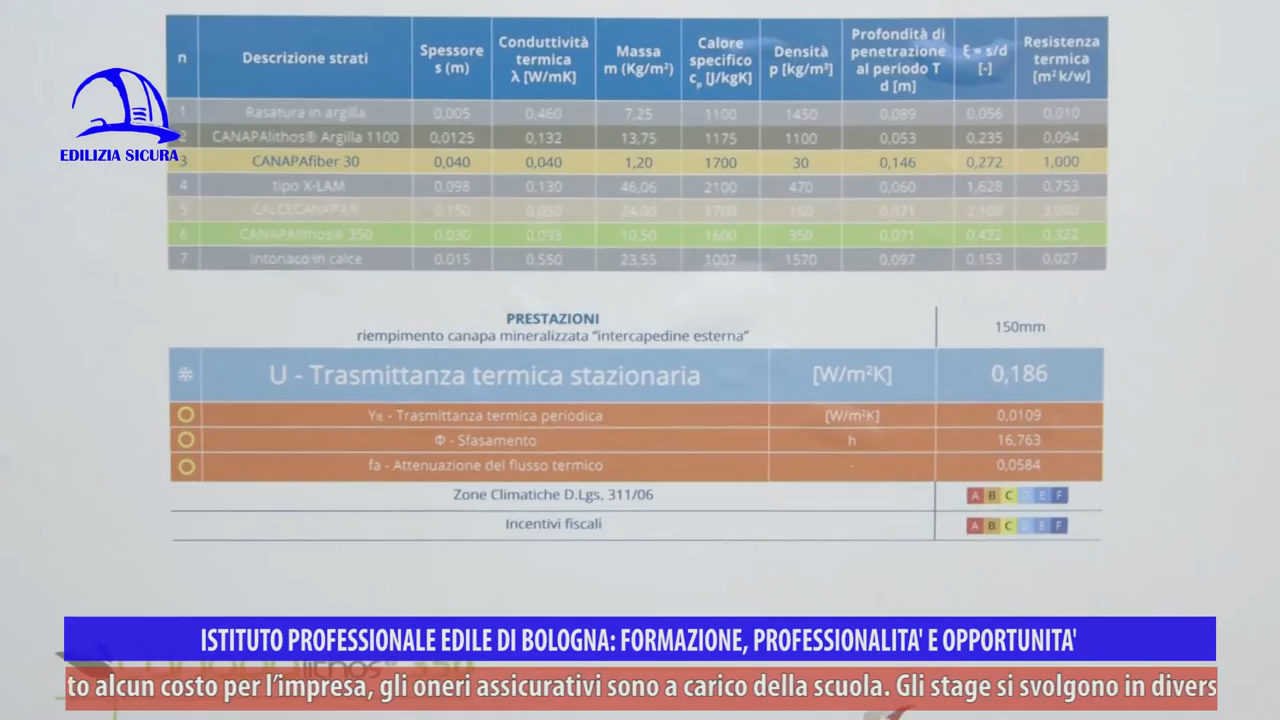 n Descrizione strati Spessore s (m) Conduttività termica λ [W/mK] Massa m (Kg/m²) Calore specifico cp [J/kgK] Densità p [kg/m³] Profondità di penetrazione al periodo T d [m] ξ = s/d [-] Resistenza termica [m² k/w]
1 Rasatura in argilla 0,005 0,460 7,25 1100 1450 0,089 0,056 0,010
2 CANAPAlithos® Argilla 1100 0,0125 0,132 13,75 1175 1100 0,053 0,235 0,094
3 CANAPAfiber 30 0,040 0,040 1,20 1700 30 0,146 0,272 1,000
4 tipo X-LAM 0.098 0.130 46.06 2100 470 0,060 1,628 0.753
5 CALCECANAPA® 0.150 0.050 24.00 1700 160 0,071 2.109 3.000
6 CANAPAlithos® 350 0,030 0,093 10,50 1600 350 0,071 0,422 0,322
7 Intonaco in calce 0.015 0,550 23,55 1007 1570 0,097 0,153 0.027
EDILIZIA SICURA
PRESTAZIONI
riempimento canapa mineralizzata “intercapedine esterna” 150mm
U - Trasmittanza termica stazionaria [W/m²K] 0,186
YIE - Trasmittanza termica periodica [W/m²K] 0,0109
Φ - Sfasamento h 16,763
fa - Attenuazione del flusso termico - 0,0584
Zone Climatiche D.Lgs. 311/06 A B C D E F
Incentivi fiscali A B C D E F
ISTITUTO PROFESSIONALE EDILE DI BOLOGNA: FORMAZIONE, PROFESSIONALITA' E OPPORTUNITA'
to alcun costo per l’impresa, gli oneri assicurativi sono a carico della scuola. Gli stage si svolgono in divers